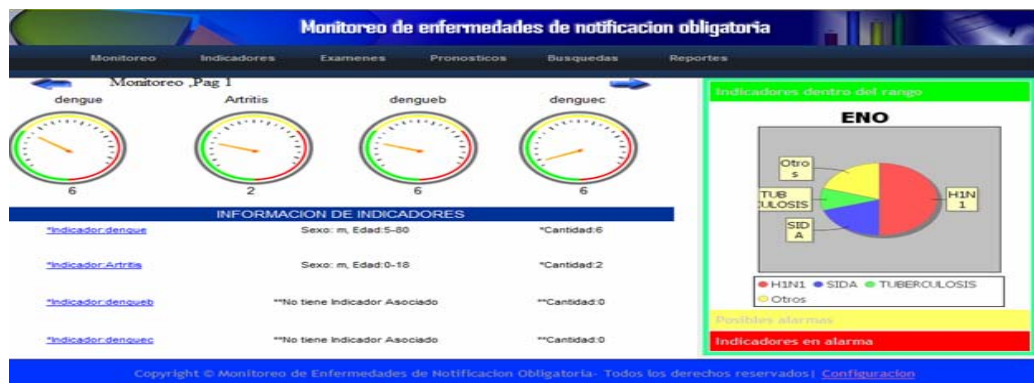 Monitoreo de enfermedades de notificacion obligatoria
Monitoreo Indicadores Examenes Pronosticos Busquedas Reportes
Monitoreo ,Pag 1
dengue Artritis dengueb denguec
6 2 6 6
INFORMACION DE INDICADORES
*Indicador:dengue Sexo: m, Edad:5-80 *Cantidad:6
*Indicador:Artritis Sexo: m, Edad:0-18 *Cantidad:2
*Indicador:dengueb **No tiene Indicador Asociado **Cantidad:0
*Indicador:denguec **No tiene Indicador Asociado **Cantidad:0
Indicadores dentro del rango
ENO
Otro
s
TUB
CULOSIS
H1N
1
SID
A
H1N1 SIDA TUBERCULOSIS
Otros
Posibles alarmas
Indicadores en alarma
Copyright © Monitoreo de Enfermedades de Notificacion Obligatoria- Todos los derechos reservados| Configuracion